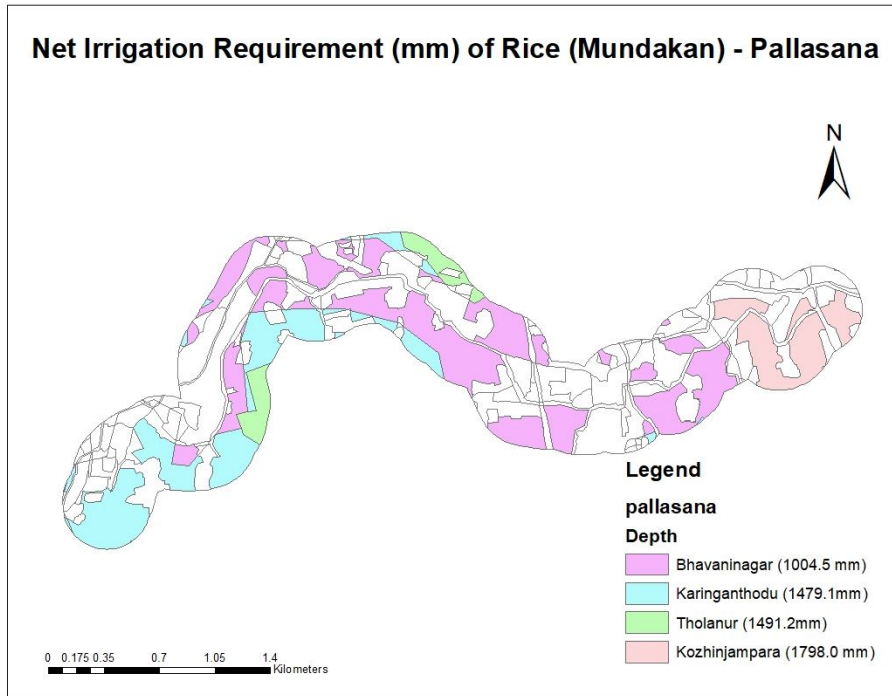 Net Irrigation Requirement (mm) of Rice (Mundakan) - Pallasana
N
Legend
pallasana
Depth
Bhavaninagar (1004.5 mm)
Karinganthodu (1479.1mm)
Tholanur (1491.2mm)
Kozhinjampara (1798.0 mm)
0 0.175 0.35 0.7 1.05 1.4
Kilometers